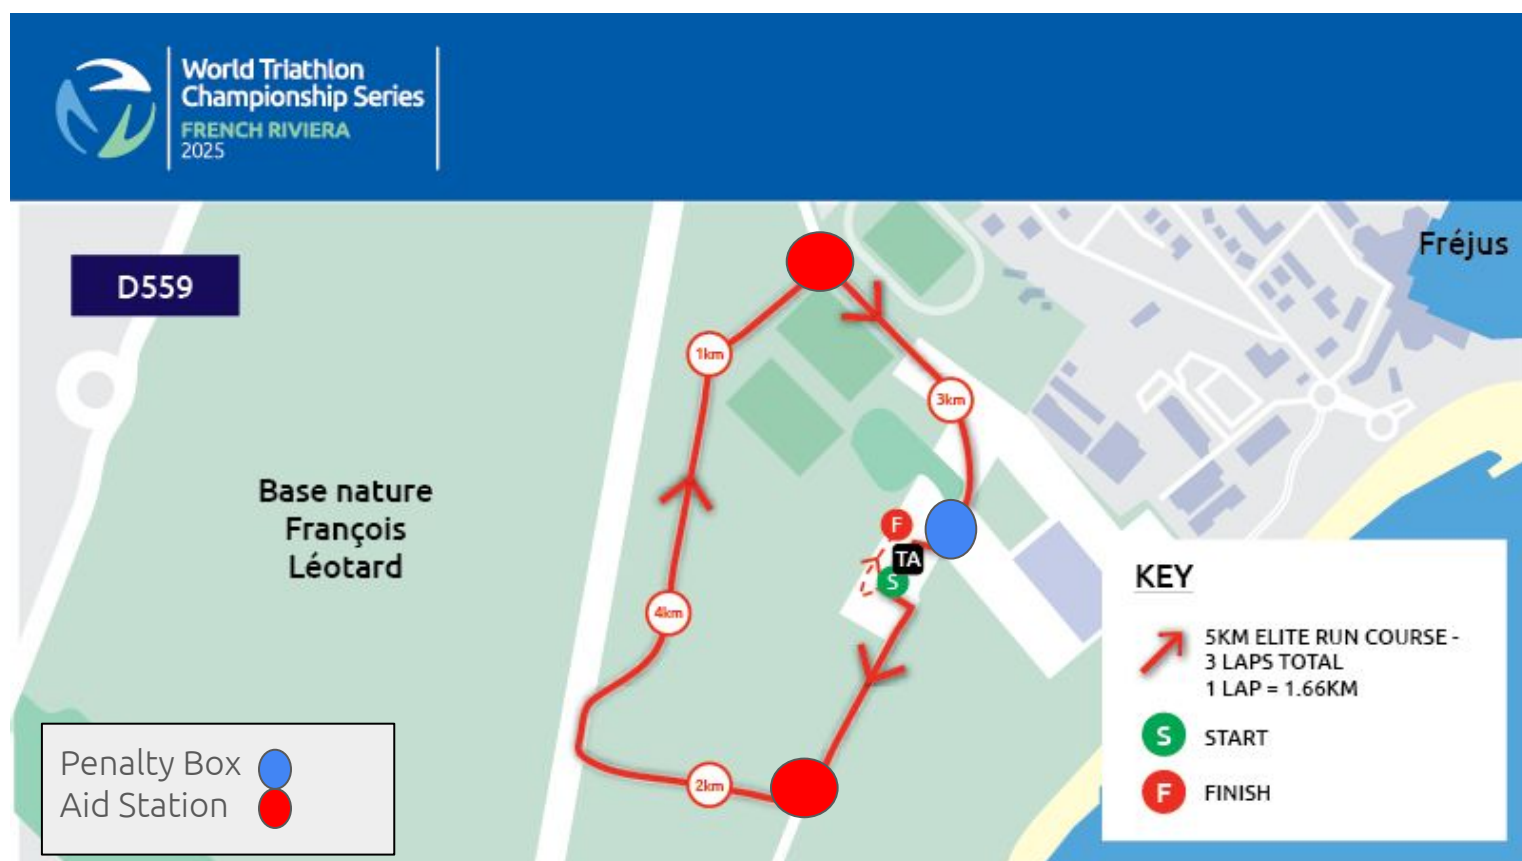 World Triathlon
Championship Series
FRENCH RIVIERA
2025
Fréjus
D559
1km
3km
Base nature
François
Léotard
F
TA
S
4km
2km
KEY
5KM ELITE RUN COURSE -
3 LAPS TOTAL
1 LAP = 1.66KM
S START
F FINISH
Penalty Box
Aid Station